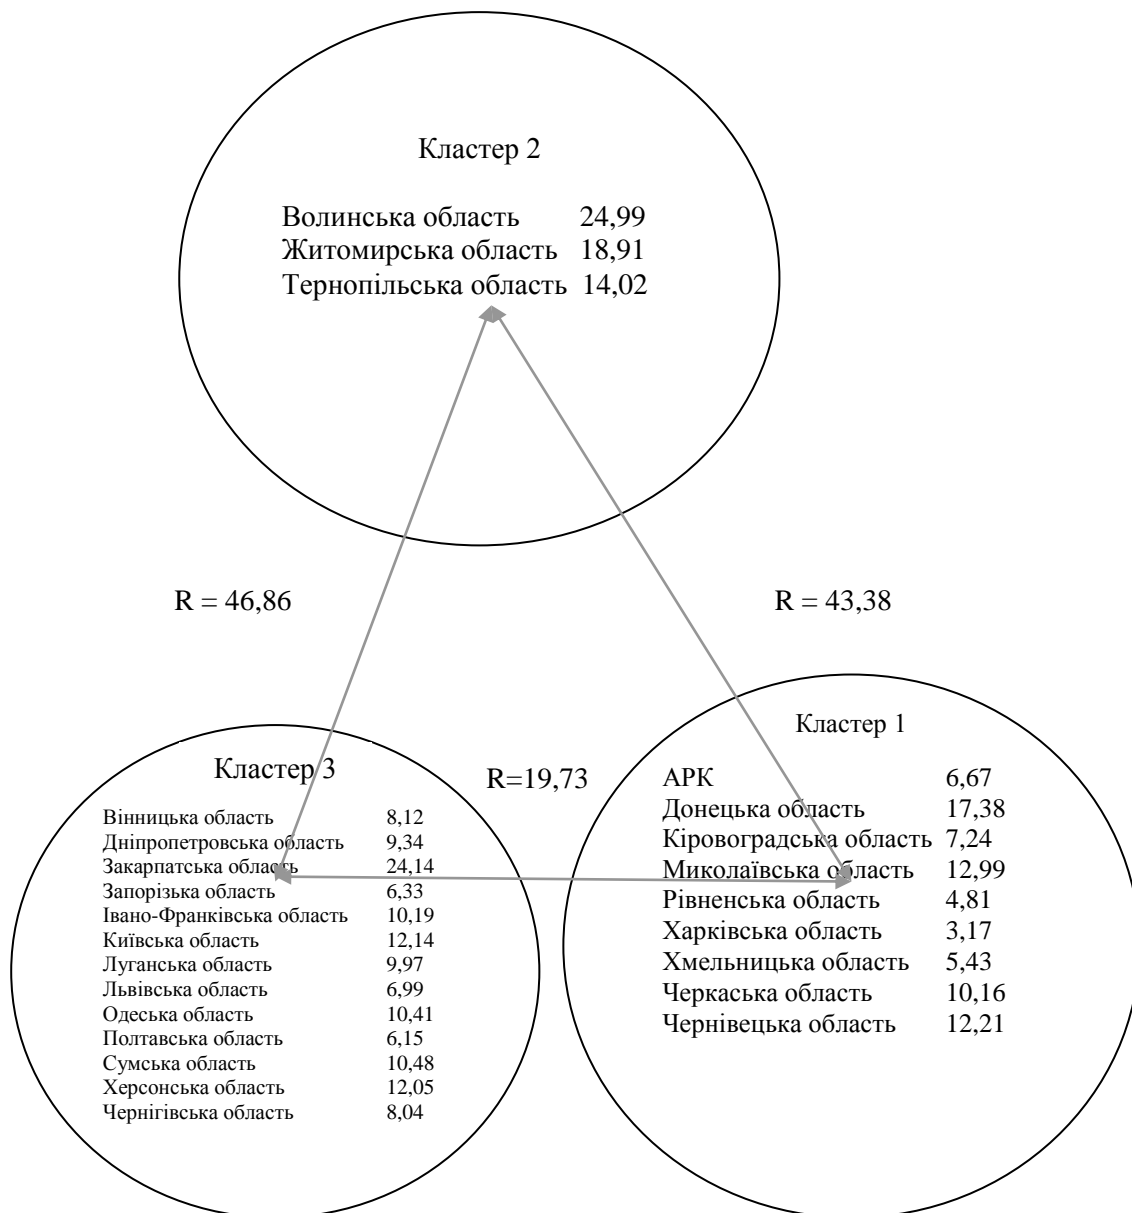 Кластер 2
Волинська область 24,99
Житомирська область 18,91
Тернопільська область 14,02
R = 46,86
R = 43,38
R=19,73
Кластер 3
Вінницька область 8,12
Дніпропетровська область 9,34
Закарпатська область 24,14
Запорізька область 6,33
Івано-Франківська область 10,19
Київська область 12,14
Луганська область 9,97
Львівська область 6,99
Одеська область 10,41
Полтавська область 6,15
Сумська область 10,48
Херсонська область 12,05
Чернігівська область 8,04
Кластер 1
АРК 6,67
Донецька область 17,38
Кіровоградська область 7,24
Миколаївська область 12,99
Рівненська область 4,81
Харківська область 3,17
Хмельницька область 5,43
Черкаська область 10,16
Чернівецька область 12,21